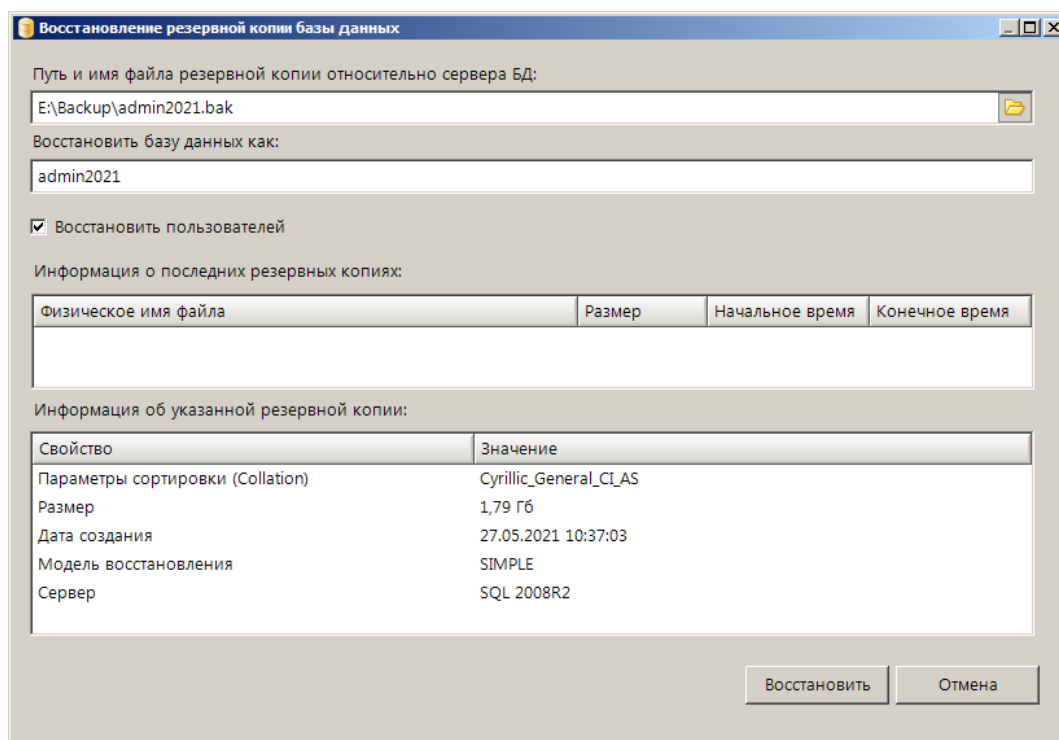 Восстановление резервной копии базы данных
Путь и имя файла резервной копии относительно сервера БД:
E:\Backup\admin2021.bak
Восстановить базу данных как:
admin2021
Восстановить пользователей
Информация о последних резервных копиях:
Физическое имя файла Размер Начальное время Конечное время
Информация об указанной резервной копии:
Свойство Значение
Параметры сортировки (Collation) Cyrillic_General_CI_AS
Размер 1,79 Гб
Дата создания 27.05.2021 10:37:03
Модель восстановления SIMPLE
Сервер SQL 2008R2
Восстановить Отмена